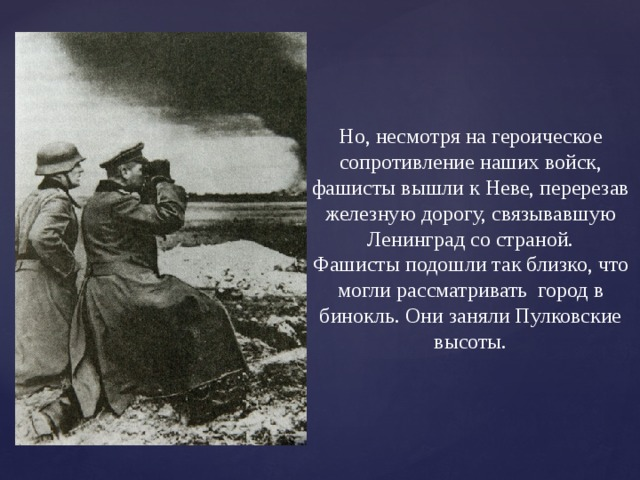 Но, несмотря на героическое
сопротивление наших войск,
фашисты вышли к Неве, перерезав
железную дорогу, связывавшую
Ленинград со страной.
Фашисты подошли так близко, что
могли рассматривать  город в
бинокль. Они заняли Пулковские
высоты.